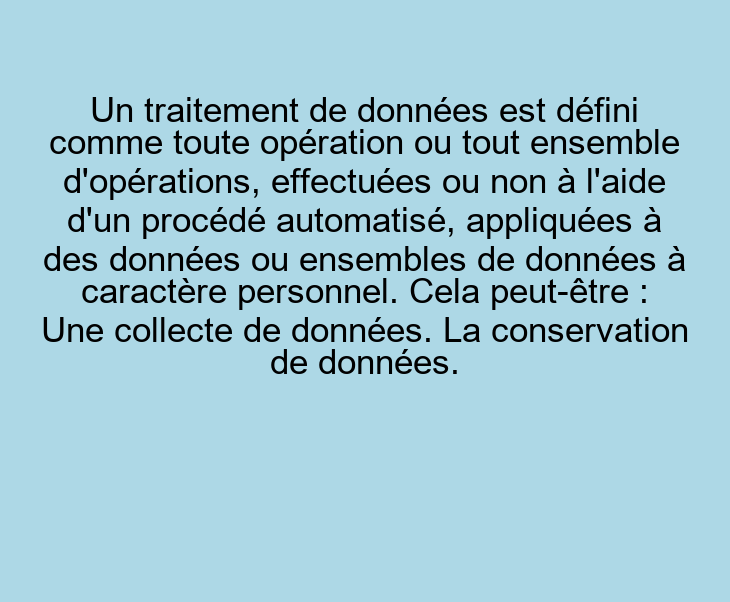 Un traitement de données est défini
comme toute opération ou tout ensemble
d'opérations, effectuées ou non à l'aide
d'un procédé automatisé, appliquées à
des données ou ensembles de données à
caractère personnel. Cela peut-être :
Une collecte de données. La conservation
de données.